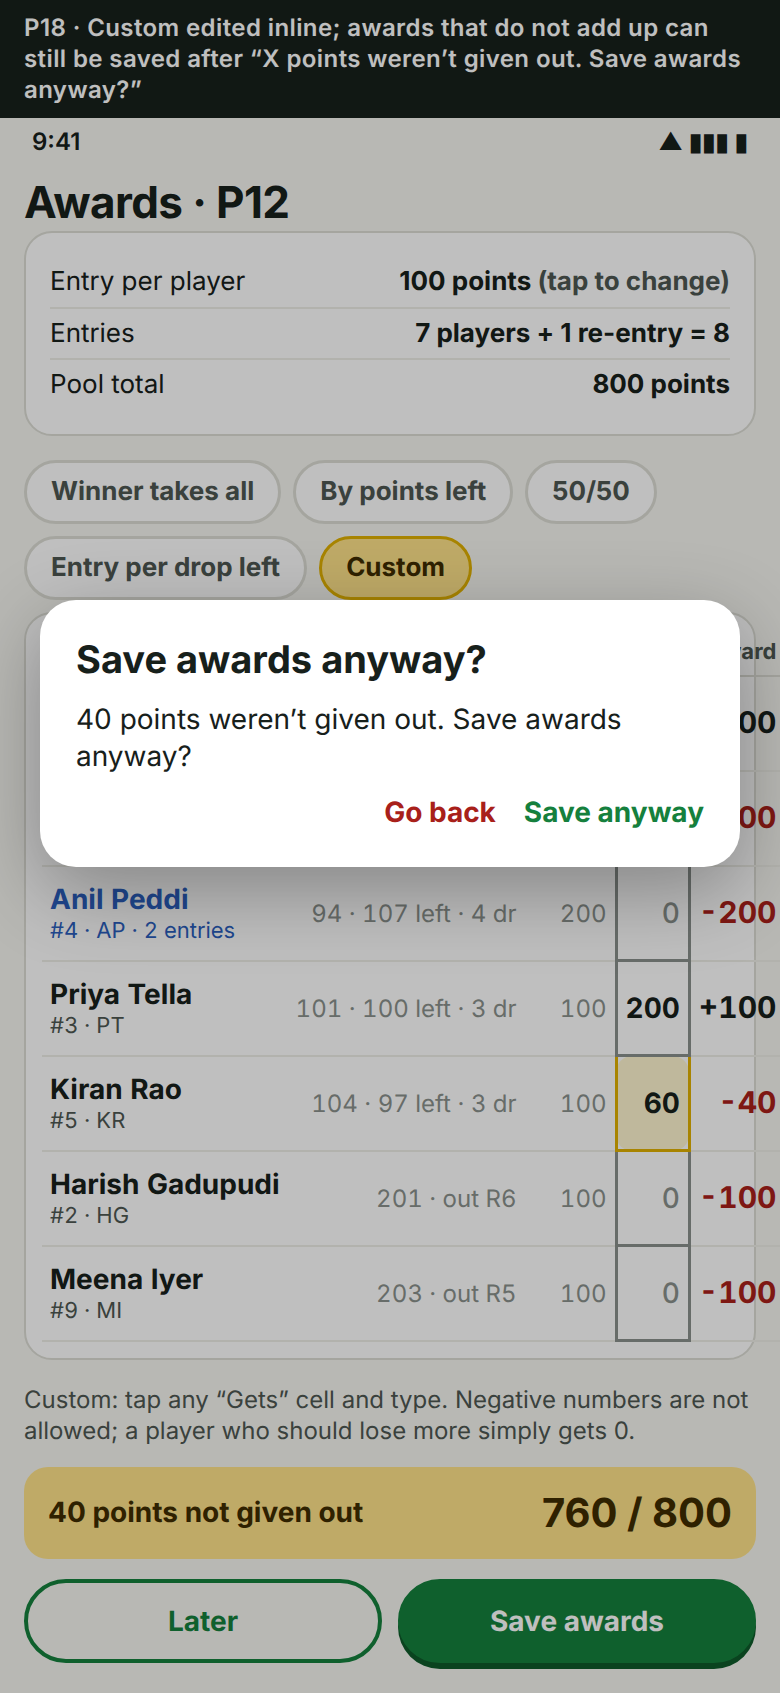 P18 · Custom edited inline; awards that do not add up can
still be saved after “X points weren’t given out. Save awards
anyway?”
9:41
Awards · P12
Entry per player 100 points (tap to change)
Entries 7 players + 1 re-entry = 8
Pool total 800 points
Winner takes all By points left 50/50
Entry per drop left Custom
Save awards anyway?
40 points weren’t given out. Save awards
anyway?
Go back Save anyway
Anil Peddi 94 · 107 left · 4 dr 200 0 -200
#4 · AP · 2 entries
Priya Tella 101 · 100 left · 3 dr 100 200 +100
#3 · PT
Kiran Rao 104 · 97 left · 3 dr 100 60 -40
#5 · KR
Harish Gadupudi 201 · out R6 100 0 -100
#2 · HG
Meena Iyer 203 · out R5 100 0 -100
#9 · MI
Custom: tap any “Gets” cell and type. Negative numbers are not
allowed; a player who should lose more simply gets 0.
40 points not given out 760 / 800
Later Save awards